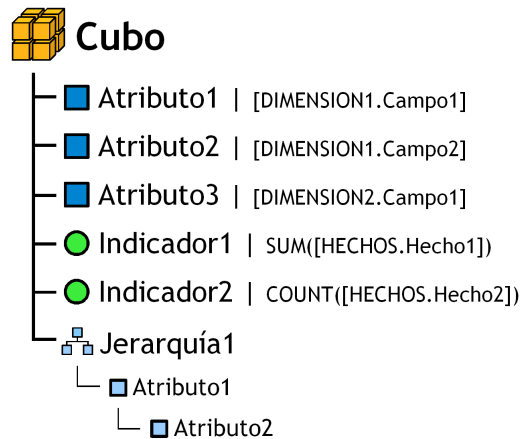 Cubo
Atributo1 | [DIMENSION1.Campo1]
Atributo2 | [DIMENSION1.Campo2]
Atributo3 | [DIMENSION2.Campo1]
Indicador1 | SUM([HECHOS.Hecho1])
Indicador2 | COUNT([HECHOS.Hecho2])
Jerarquía1
Atributo1
Atributo2